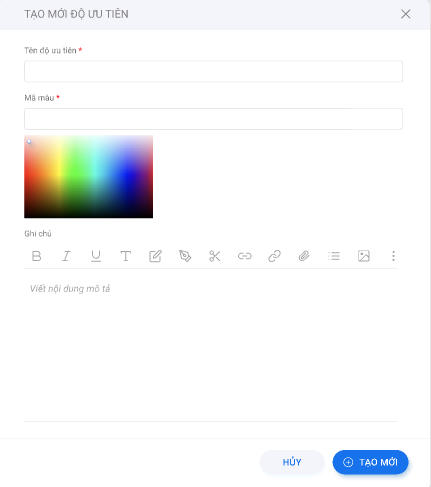 TẠO MỚI ĐỘ ƯU TIÊN
Tên độ ưu tiên *
Mã màu *
Ghi chú
Viết nội dung mô tả
HỦY
TẠO MỚI